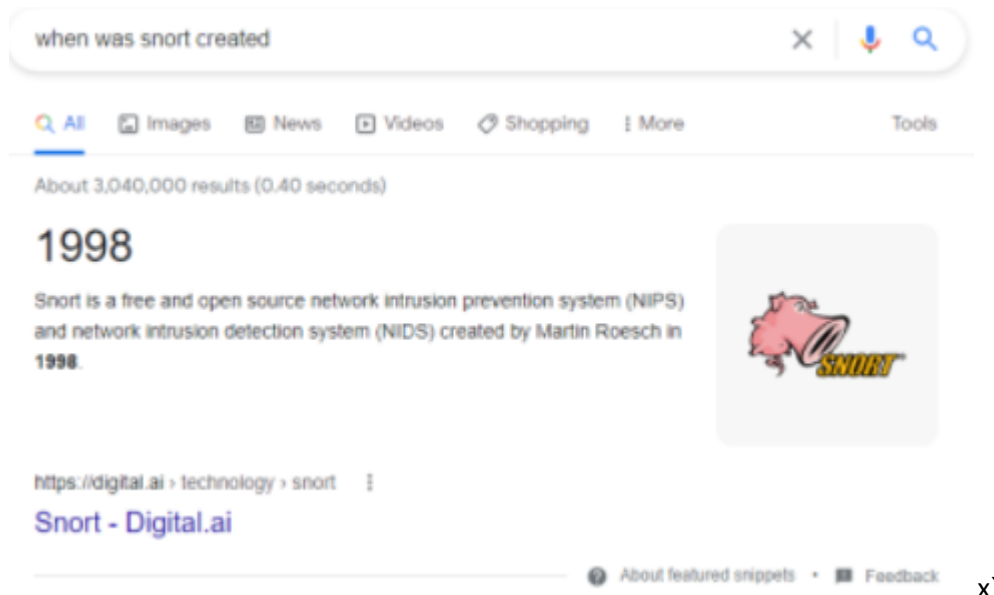 when was snort created
All Images News Videos Shopping More Tools
About 3,040,000 results (0.40 seconds)
1998
Snort is a free and open source network intrusion prevention system (NIPS)
and network intrusion detection system (NIDS) created by Martin Roesch in
1998.
SNORT
https://digital.ai › technology › snort
Snort - Digital.ai
About featured snippets • Feedback
x`